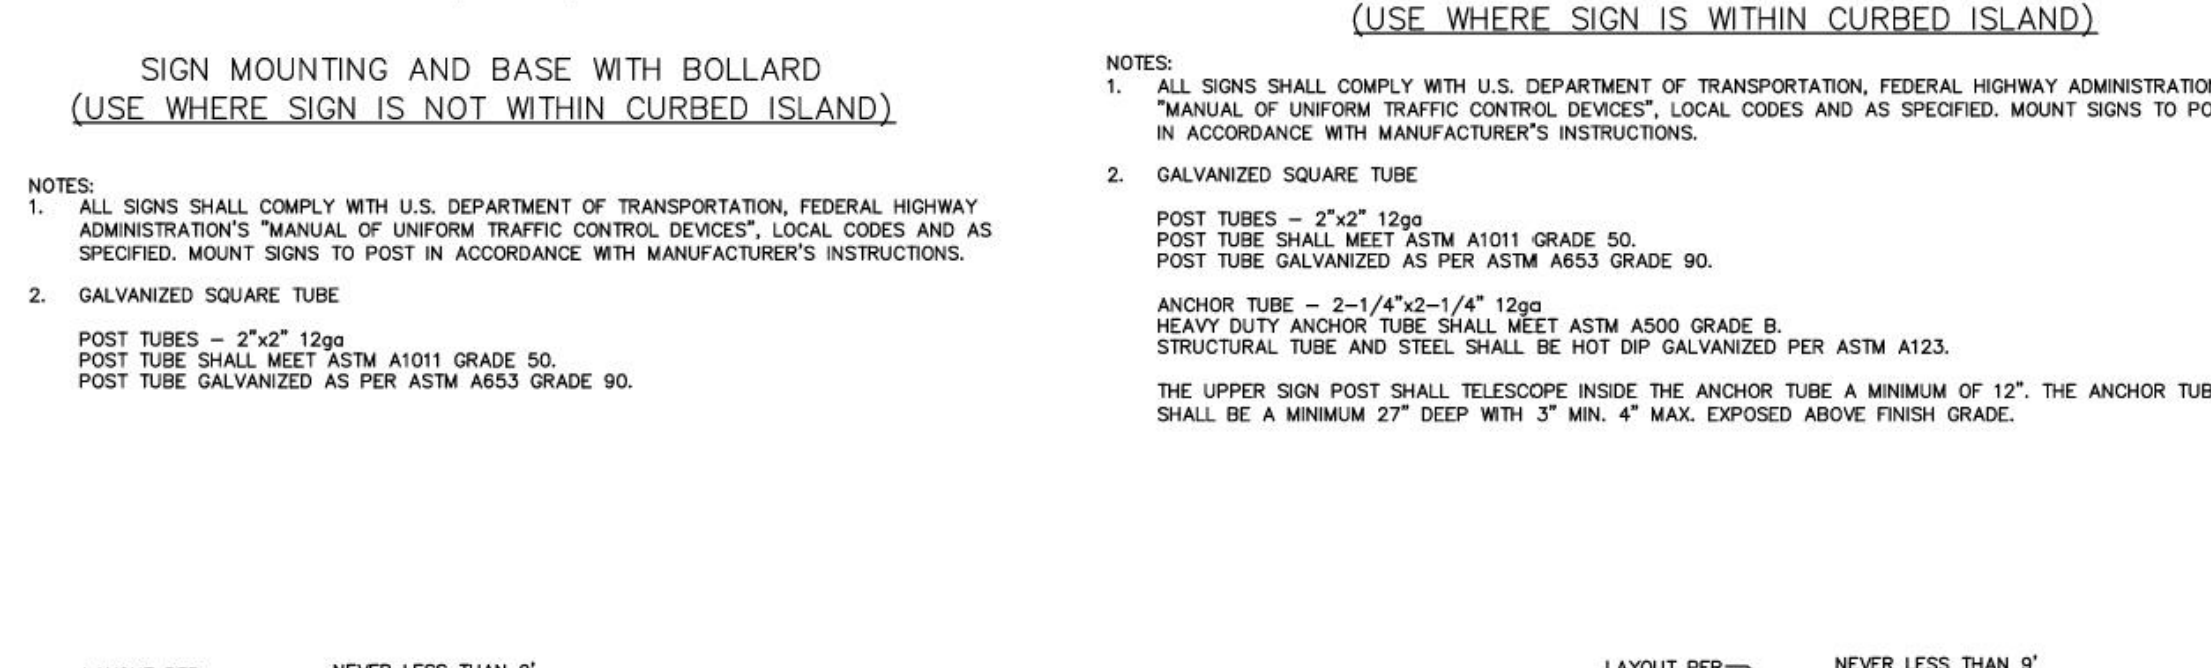 SIGN MOUNTING AND BASE WITH BOLLARD
(USE WHERE SIGN IS NOT WITHIN CURBED ISLAND)
NOTES:
1. ALL SIGNS SHALL COMPLY WITH U.S. DEPARTMENT OF TRANSPORTATION, FEDERAL HIGHWAY
ADMINISTRATION'S "MANUAL OF UNIFORM TRAFFIC CONTROL DEVICES", LOCAL CODES AND AS
SPECIFIED. MOUNT SIGNS TO POST IN ACCORDANCE WITH MANUFACTURER'S INSTRUCTIONS.
2. GALVANIZED SQUARE TUBE
POST TUBES – 2"x2" 12ga
POST TUBE SHALL MEET ASTM A1011 GRADE 50.
POST TUBE GALVANIZED AS PER ASTM A653 GRADE 90.
NEVER LESS THAN
(USE WHERE SIGN IS WITHIN CURBED ISLAND)
NOTES:
1. ALL SIGNS SHALL COMPLY WITH U.S. DEPARTMENT OF TRANSPORTATION, FEDERAL HIGHWAY
"MANUAL OF UNIFORM TRAFFIC CONTROL DEVICES", LOCAL CODES AND AS SPECIFIED. MOUNT SIGNS TO
IN ACCORDANCE WITH MANUFACTURER"S INSTRUCTIONS.
2. GALVANIZED SQUARE TUBE
POST TUBES – 2"x2" 12ga
POST TUBE SHALL MEET ASTM A1011 GRADE 50.
POST TUBE GALVANIZED AS PER ASTM A653 GRADE 90.
ANCHOR TUBE – 2–1/4"x2–1/4" 12ga
HEAVY DUTY ANCHOR TUBE SHALL MEET ASTM A500 GRADE B.
STRUCTURAL TUBE AND STEEL SHALL BE HOT DIP GALVANIZED PER ASTM A123.
THE UPPER SIGN POST SHALL TELESCOPE INSIDE THE ANCHOR TUBE A MINIMUM OF 12". THE ANCHOR
SHALL BE A MINIMUM 27" DEEP WITH 3" MIN. 4" MAX. EXPOSED ABOVE FINISH GRADE.
LAYOUT PER
NEVER LESS THAN 9'